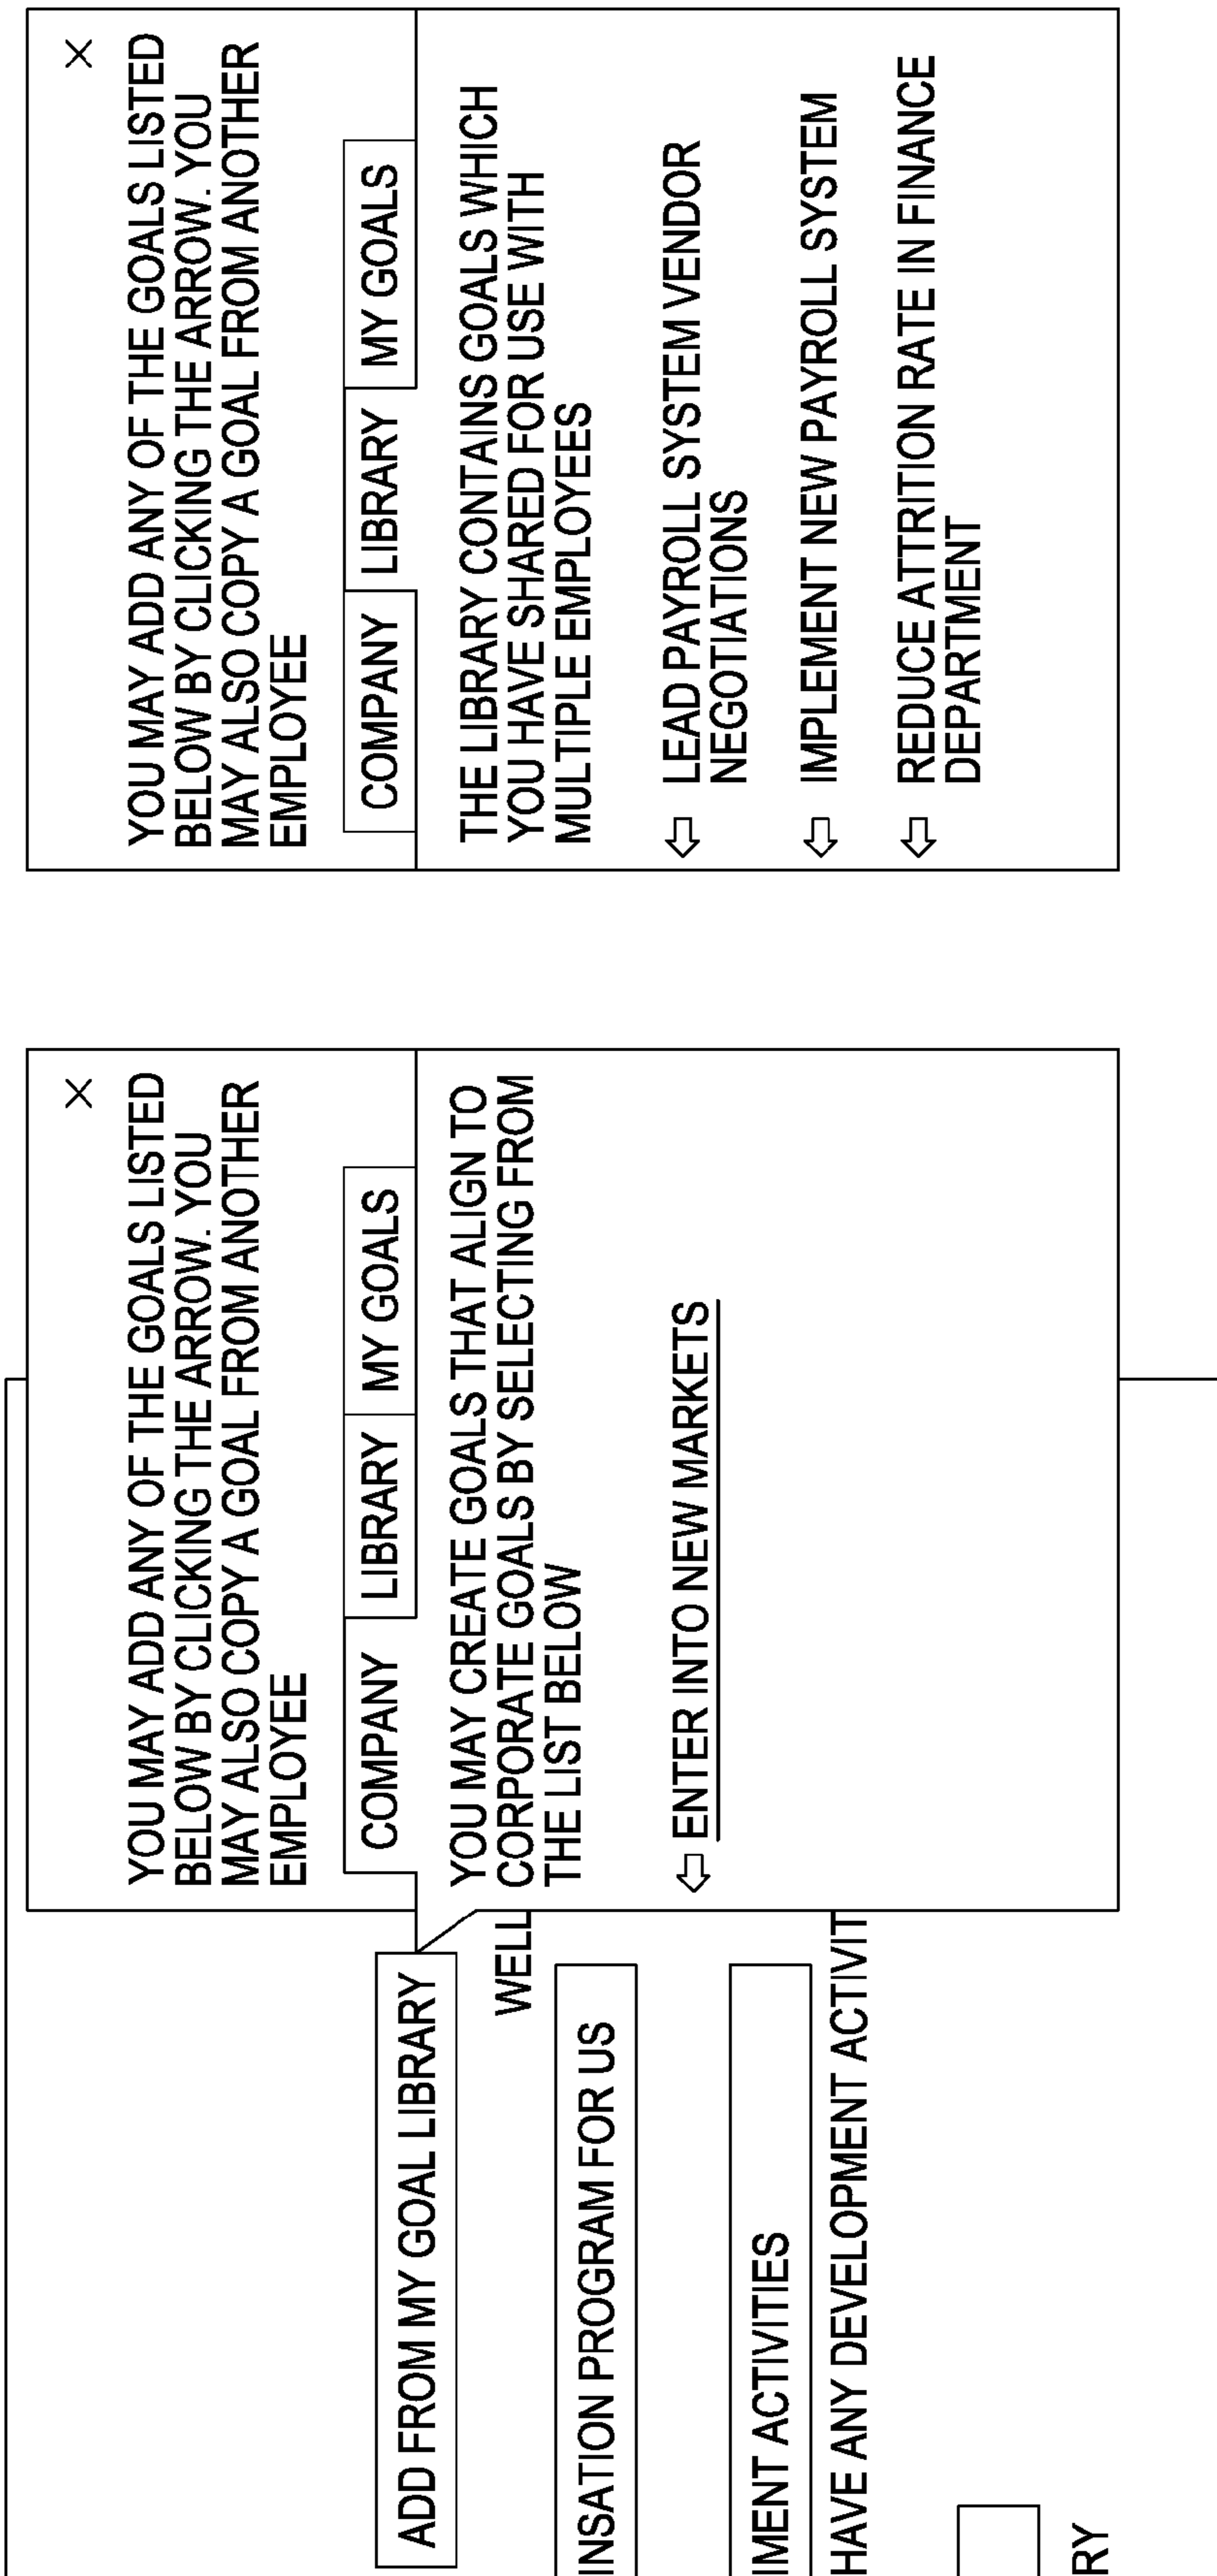 ADD FROM MY GOAL LIBRARY
WELL
INSATION PROGRAM FOR US
IMENT ACTIVITIES
HAVE ANY DEVELOPMENT ACTIVIT
RY
X
YOU MAY ADD ANY OF THE GOALS LISTED
BELOW BY CLICKING THE ARROW. YOU
MAY ALSO COPY A GOAL FROM ANOTHER
EMPLOYEE
COMPANY LIBRARY MY GOALS
YOU MAY CREATE GOALS THAT ALIGN TO
CORPORATE GOALS BY SELECTING FROM
THE LIST BELOW
ENTER INTO NEW MARKETS
X
YOU MAY ADD ANY OF THE GOALS LISTED
BELOW BY CLICKING THE ARROW. YOU
MAY ALSO COPY A GOAL FROM ANOTHER
EMPLOYEE
COMPANY LIBRARY MY GOALS
THE LIBRARY CONTAINS GOALS WHICH
YOU HAVE SHARED FOR USE WITH
MULTIPLE EMPLOYEES
LEAD PAYROLL SYSTEM VENDOR
NEGOTIATIONS
IMPLEMENT NEW PAYROLL SYSTEM
REDUCE ATTRITION RATE IN FINANCE
DEPARTMENT